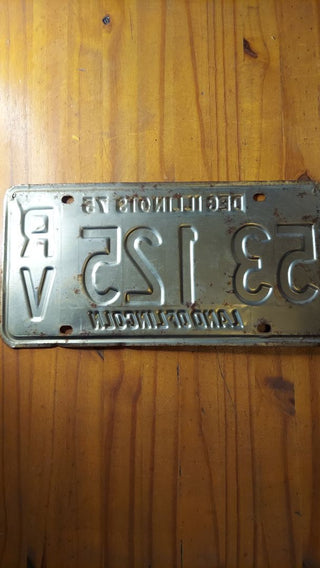 DEC ILLINOIS 75
53 125 RV
LAND OF LINCOLN